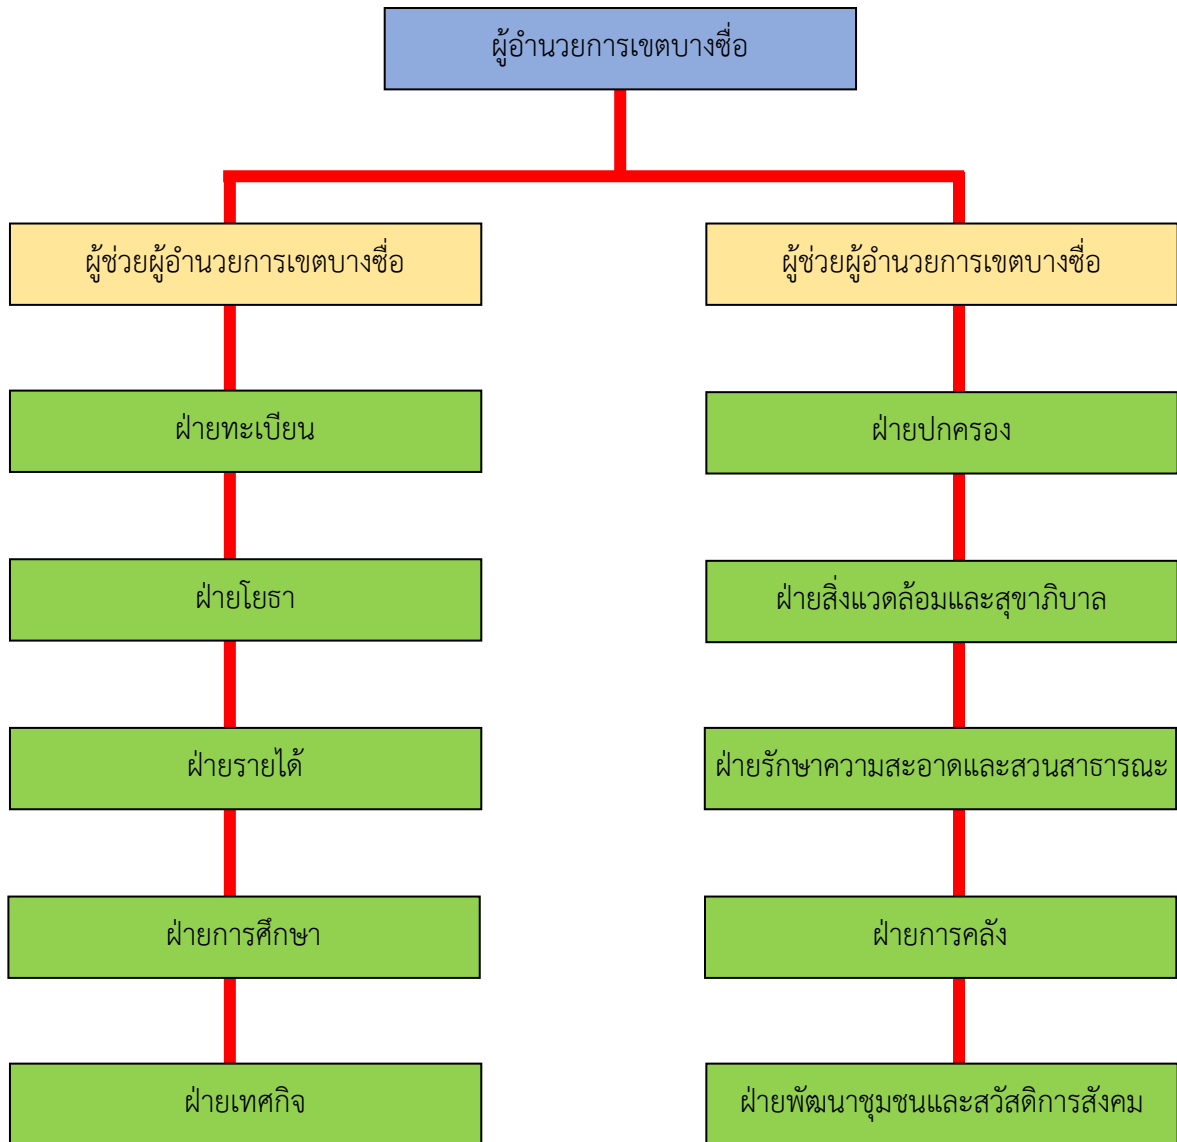 ผู้อำนวยการเขตบางซื่อ
ผู้ช่วยผู้อำนวยการเขตบางซื่อ
ผู้ช่วยผู้อำนวยการเขตบางซื่อ
ฝ่ายทะเบียน
ฝ่ายปกครอง
ฝ่ายโยธา
ฝ่ายสิ่งแวดล้อมและสุขาภิบาล
ฝ่ายรายได้
ฝ่ายรักษาความสะอาดและสวนสาธารณะ
ฝ่ายการศึกษา
ฝ่ายการคลัง
ฝ่ายเทศกิจ
ฝ่ายพัฒนาชุมชนและสวัสดิการสังคม